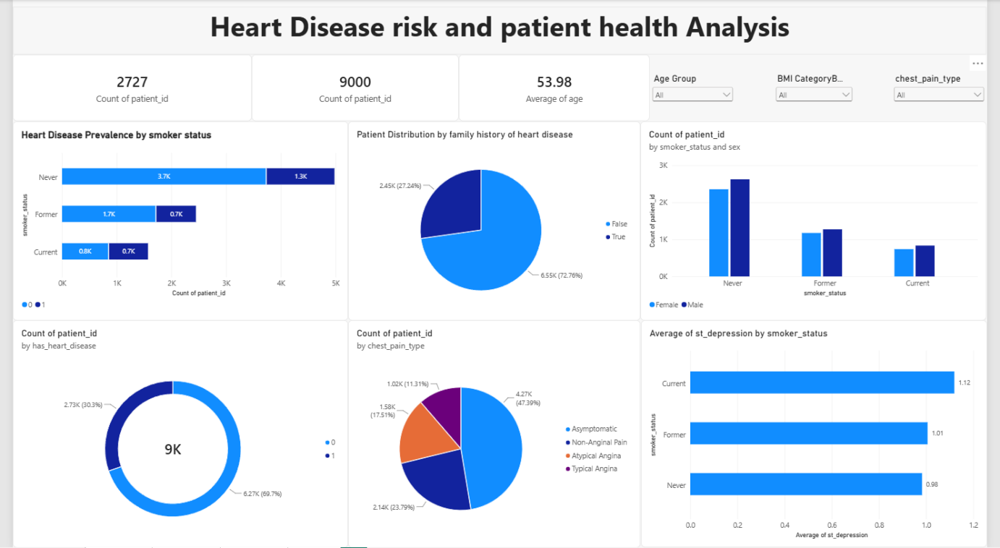 Heart Disease risk and patient health Analysis
2727
Count of patient_id
9000
Count of patient_id
53.98
Average of age
Age Group
All
BMI CategoryB...
All
chest_pain_type
All
Heart Disease Prevalence by smoker status
smoker_status
Never
3.7K
1.3K
Former
1.7K
0.7K
Current
0.8K
0.7K
0K 1K 2K 3K 4K 5K
Count of patient_id
0 1
Patient Distribution by family history of heart disease
2.45K (27.24%)
6.55K (72.76%)
False
True
Count of patient_id
by smoker_status and sex
Count of patient_id
3K
2K
1K
0K
Never Former Current
smoker_status
Female Male
Count of patient_id
by has_heart_disease
2.73K (30.3%)
9K
6.27K (69.7%)
0
1
Count of patient_id
by chest_pain_type
1.02K (11.31%)
4.27K
(47.39%)
1.58K
(17.51%)
2.14K (23.79%)
Asymptomatic
Non-Anginal Pain
Atypical Angina
Typical Angina
Average of st_depression by smoker_status
smoker_status
Current
1.12
Former
1.01
Never
0.98
0.0 0.2 0.4 0.6 0.8 1.0 1.2
Average of st_depression